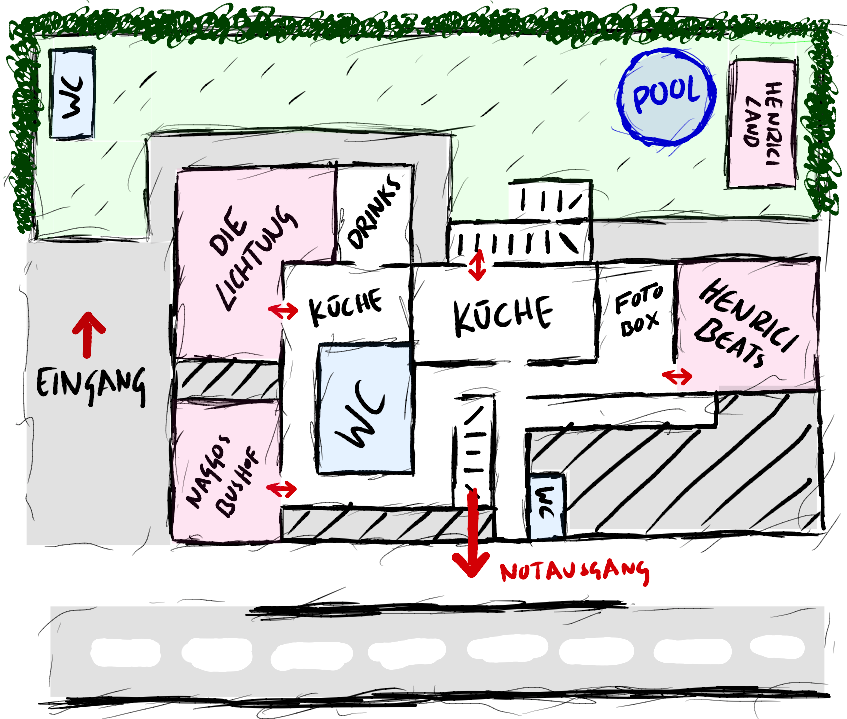 WC
POOL
HENRICI
LAND
DIE
LICHTUNG
DRINKS
KÜCHE
KÜCHE
FOTO
BOX
HENRICI
BEATS
EINGANG
WC
NAGGOS
BUSHOF
WC
NOTAUSGANG